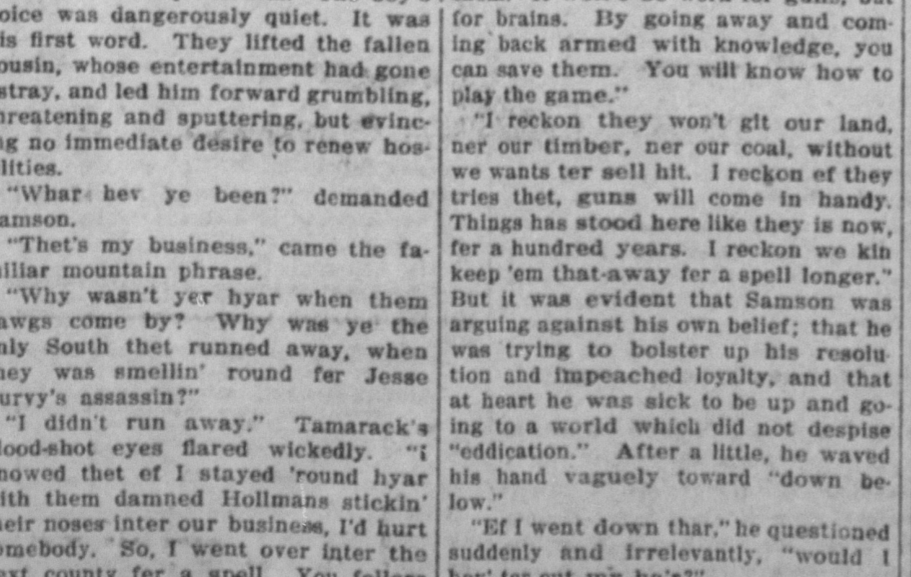 oice was dangerously quiet. It was
is first word. They lifted the fallen
ousin, whose entertainment had gone
stray, and led him forward grumbling,
hreatening and sputtering, but evinc-
g no immediate desire to renew hos-
lities.
"Whar hev ye been?" demanded
amson.
"Thet's my business," came the fa-
iliar mountain phrase.
"Why wasn't yer hyar when them
awgs come by? Why was ye the
nly South thet runned away, when
hey was smellin' round fer Jesse
urvy's assassin?"
"I didn't run away." Tamarack's
lood-shot eyes flared wickedly. "i
nowed thet ef I stayed 'round hyar
ith them damned Hollmans stickin'
heir noses inter our business, I'd hurt
omebody. So, I went over inter the
ext county fer a spell. You fellers
for brains. By going away and com-
ing back armed with knowledge, you
can save them. You will know how to
play the game."
"I reckon they won't git our land,
ner our timber, ner our coal, without
we wants ter sell hit. I reckon ef they
tries thet, guns will come in handy.
Things has stood here like they is now,
fer a hundred years. I reckon we kin
keep 'em that-away fer a spell longer."
But it was evident that Samson was
arguing against his own belief; that he
was trying to bolster up his resolu
tion and impeached loyalty, and that
at heart he was sick to be up and go-
ing to a world which did not despise
"eddication." After a little, he waved
his hand vaguely toward "down be-
low."
"Ef I went down thar," he questioned
suddenly and irrelevantly, "would I